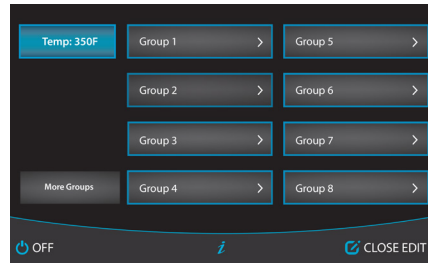 Temp: 350F
Group 1
Group 5
Group 2
Group 6
Group 3
Group 7
More Groups
Group 4
Group 8
OFF
i
CLOSE EDIT